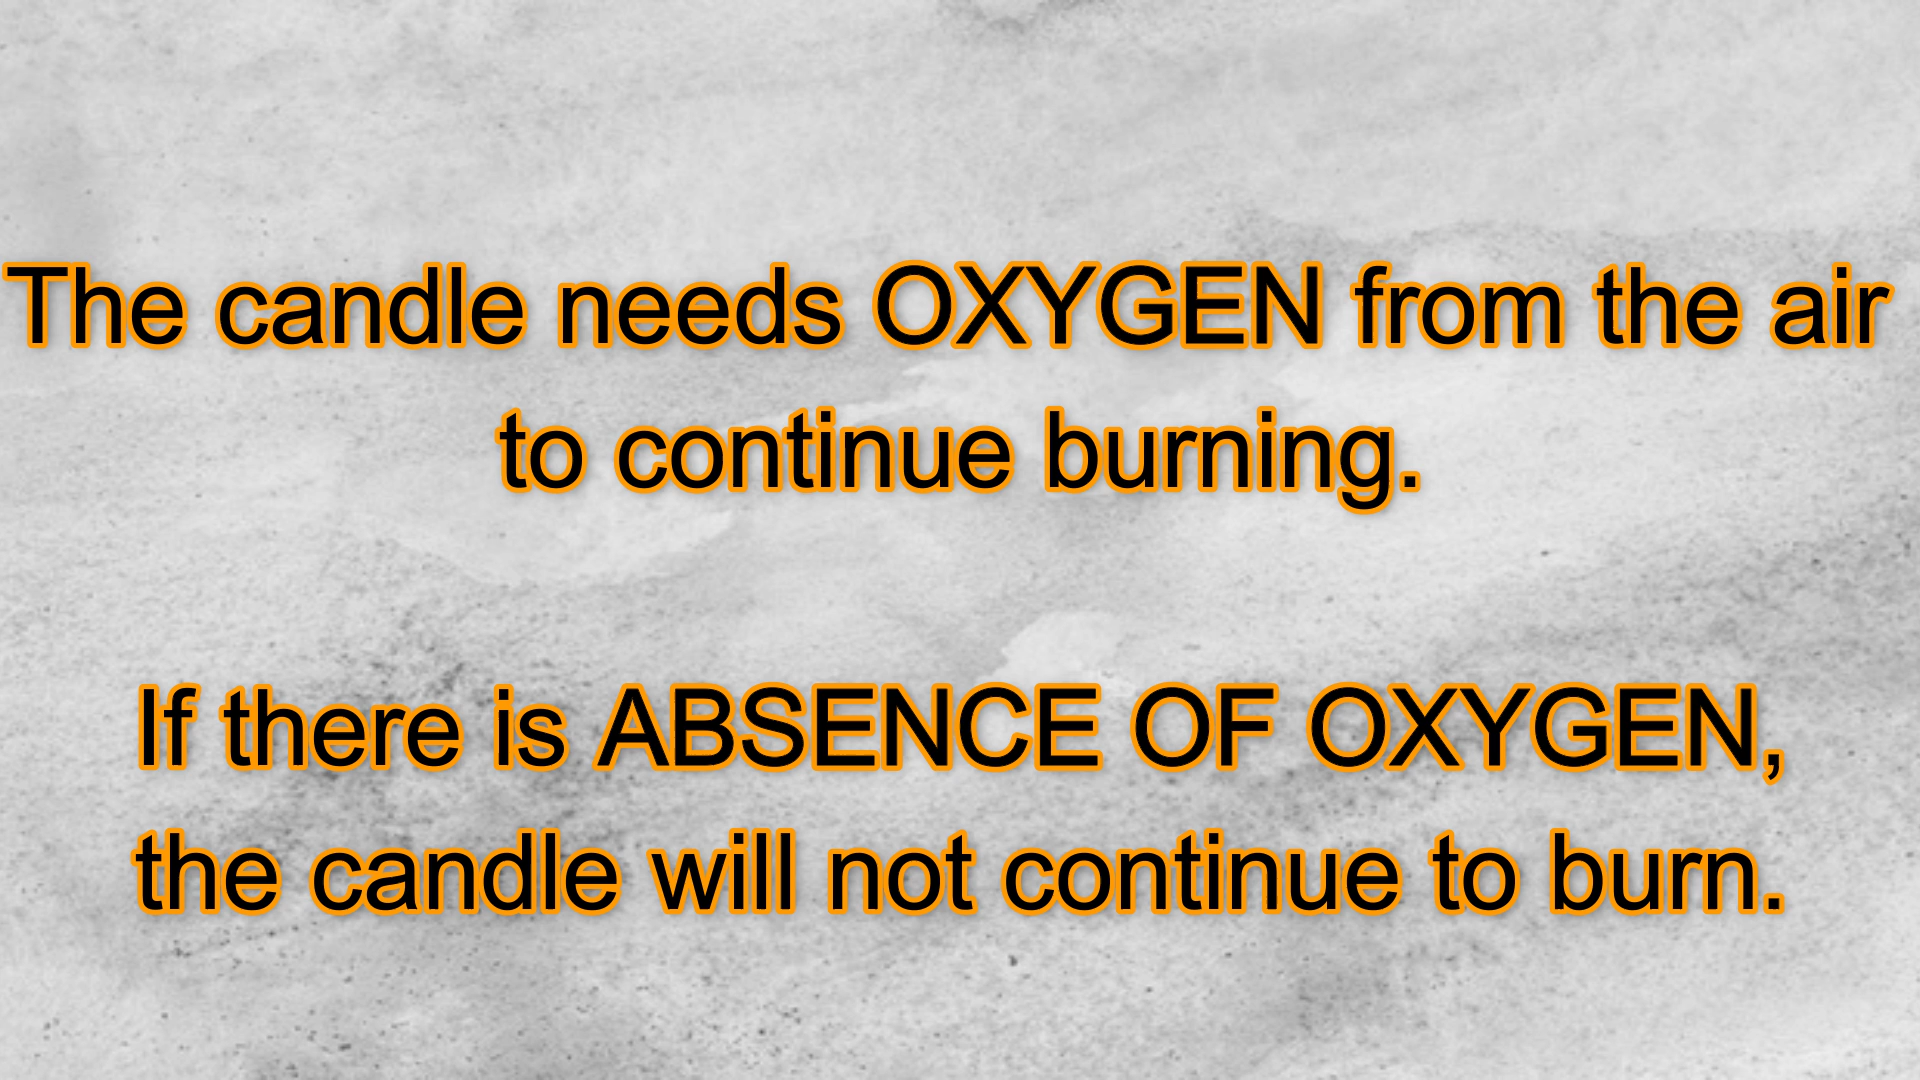 The candle needs OXYGEN from the air
to continue burning.
If there is ABSENCE OF OXYGEN,
the candle will not continue to burn.